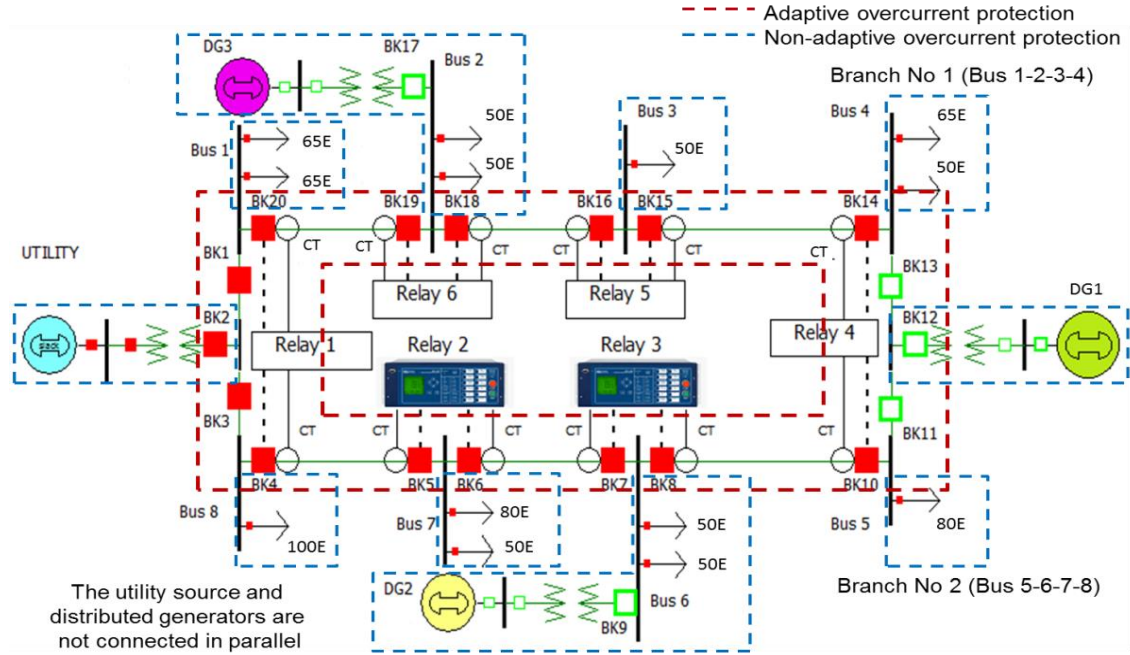 Adaptive overcurrent protection
Non-adaptive overcurrent protection
DG3
BK17
Bus 2
Branch No 1 (Bus 1-2-3-4)
Bus 1
65E
65E
50E
50E
Bus 3
50E
Bus 4
65E
50E
BK20
BK19
BK18
BK16
BK15
BK14
CT
CT
CT
CT
CT
CT
UTILITY
BK1
BK13
Relay 6
Relay 5
DG1
BK2
BK12
Relay 1
Relay 2
Relay 3
Relay 4
BK3
BK11
CT
CT
CT
CT
CT
CT
BK4
BK5
BK6
BK7
BK8
BK10
Bus 8
100E
Bus 7
80E
50E
50E
50E
Bus 5
80E
DG2
Bus 6
BK9
Branch No 2 (Bus 5-6-7-8)
The utility source and
distributed generators are
not connected in parallel